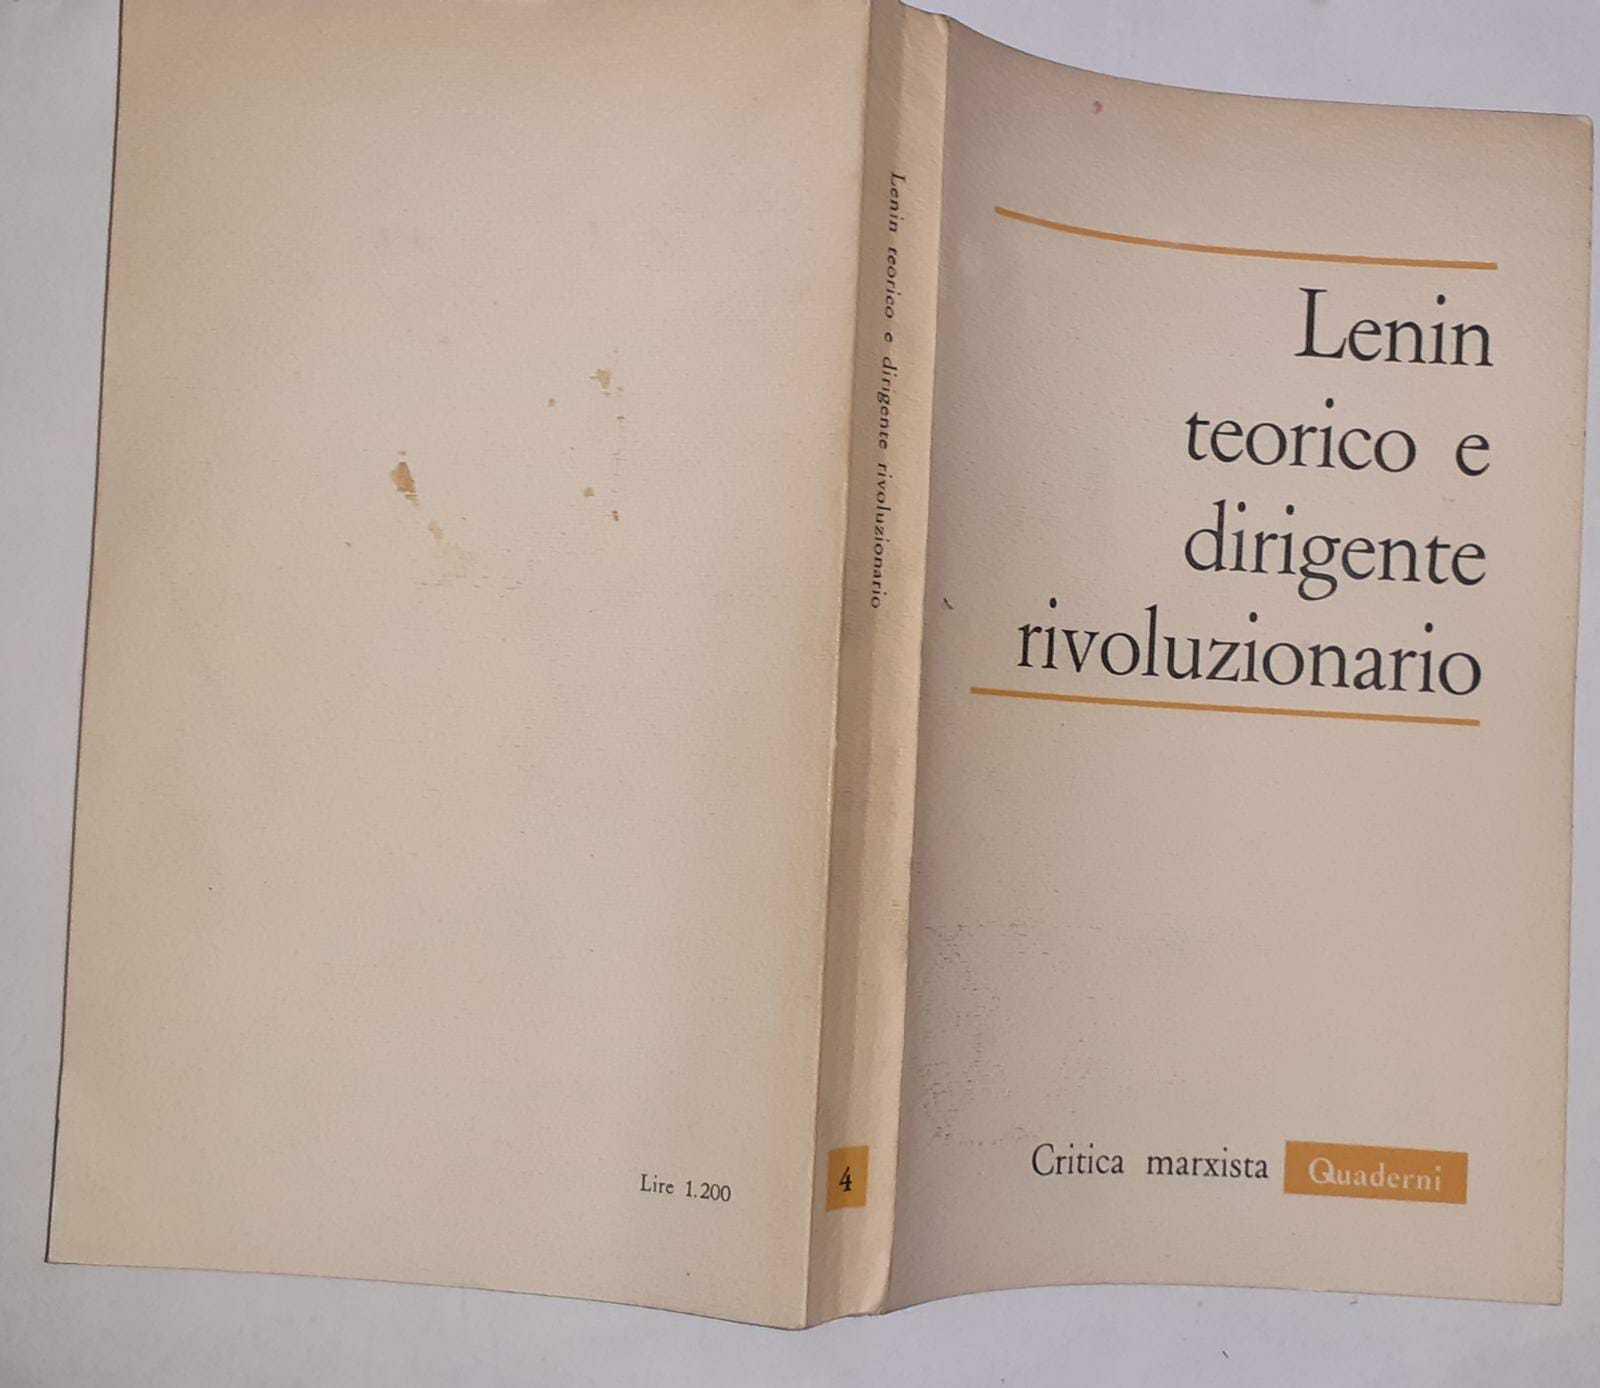 Lenin
teorico e
dirigente
rivoluzionario
Critica marxista Quaderni
Lenin teorico e dirigente rivoluzionario
4
Lire 1.200